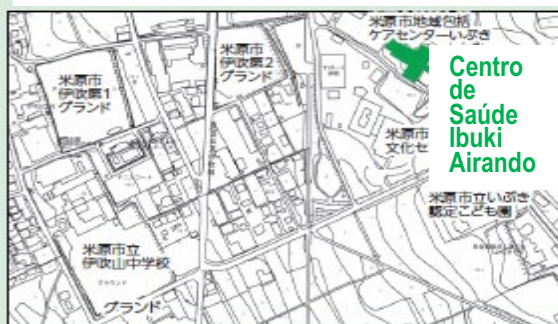 米原市地域包括
ケアセンターいぶき
米原市
伊吹第2
グランド
米原市
伊吹第1
グランド
Centro
de
Saúde
Ibuki
Airando
米原市
文化セ
米原市立いぶき
認定こども園
米原市立
伊吹山中学校
グランド